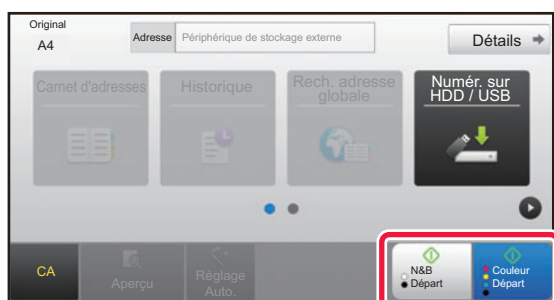 Original
A4
Adresse
Périphérique de stockage externe
Détails
Carnet d'adresses
Historique
Rech. adresse
globale
Numér. sur
HDD / USB
CA
Aperçu
Réglage
Auto.
N&B
Départ
Couleur
Départ